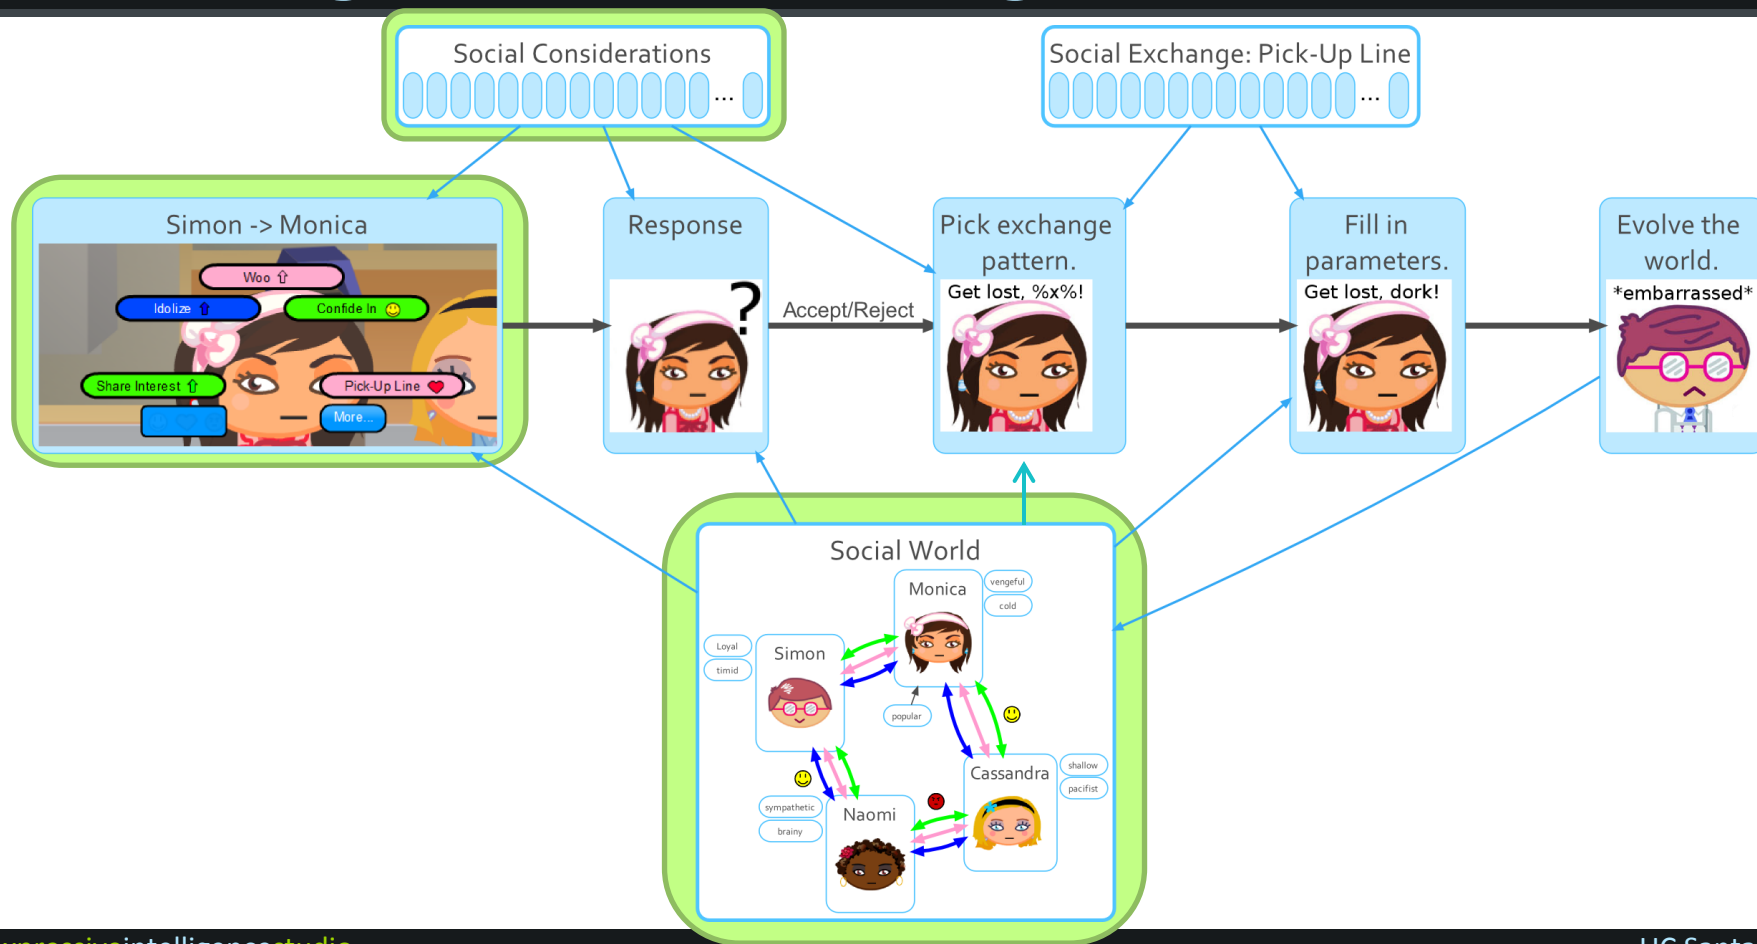 Social Considerations
...
Social Exchange: Pick-Up Line
...
Simon -> Monica
Woo
Idolize
Confide In
Share Interest
Pick-Up Line
More...
Response
?
Accept/Reject
Pick exchange
pattern.
Get lost, %x%!
Fill in
parameters.
Get lost, dork!
Evolve the
world.
*embarrassed*
Social World
Monica
vengeful
cold
Loyal
timid
Simon
popular
Cassandra
shallow
pacifist
sympathetic
brainy
Naomi